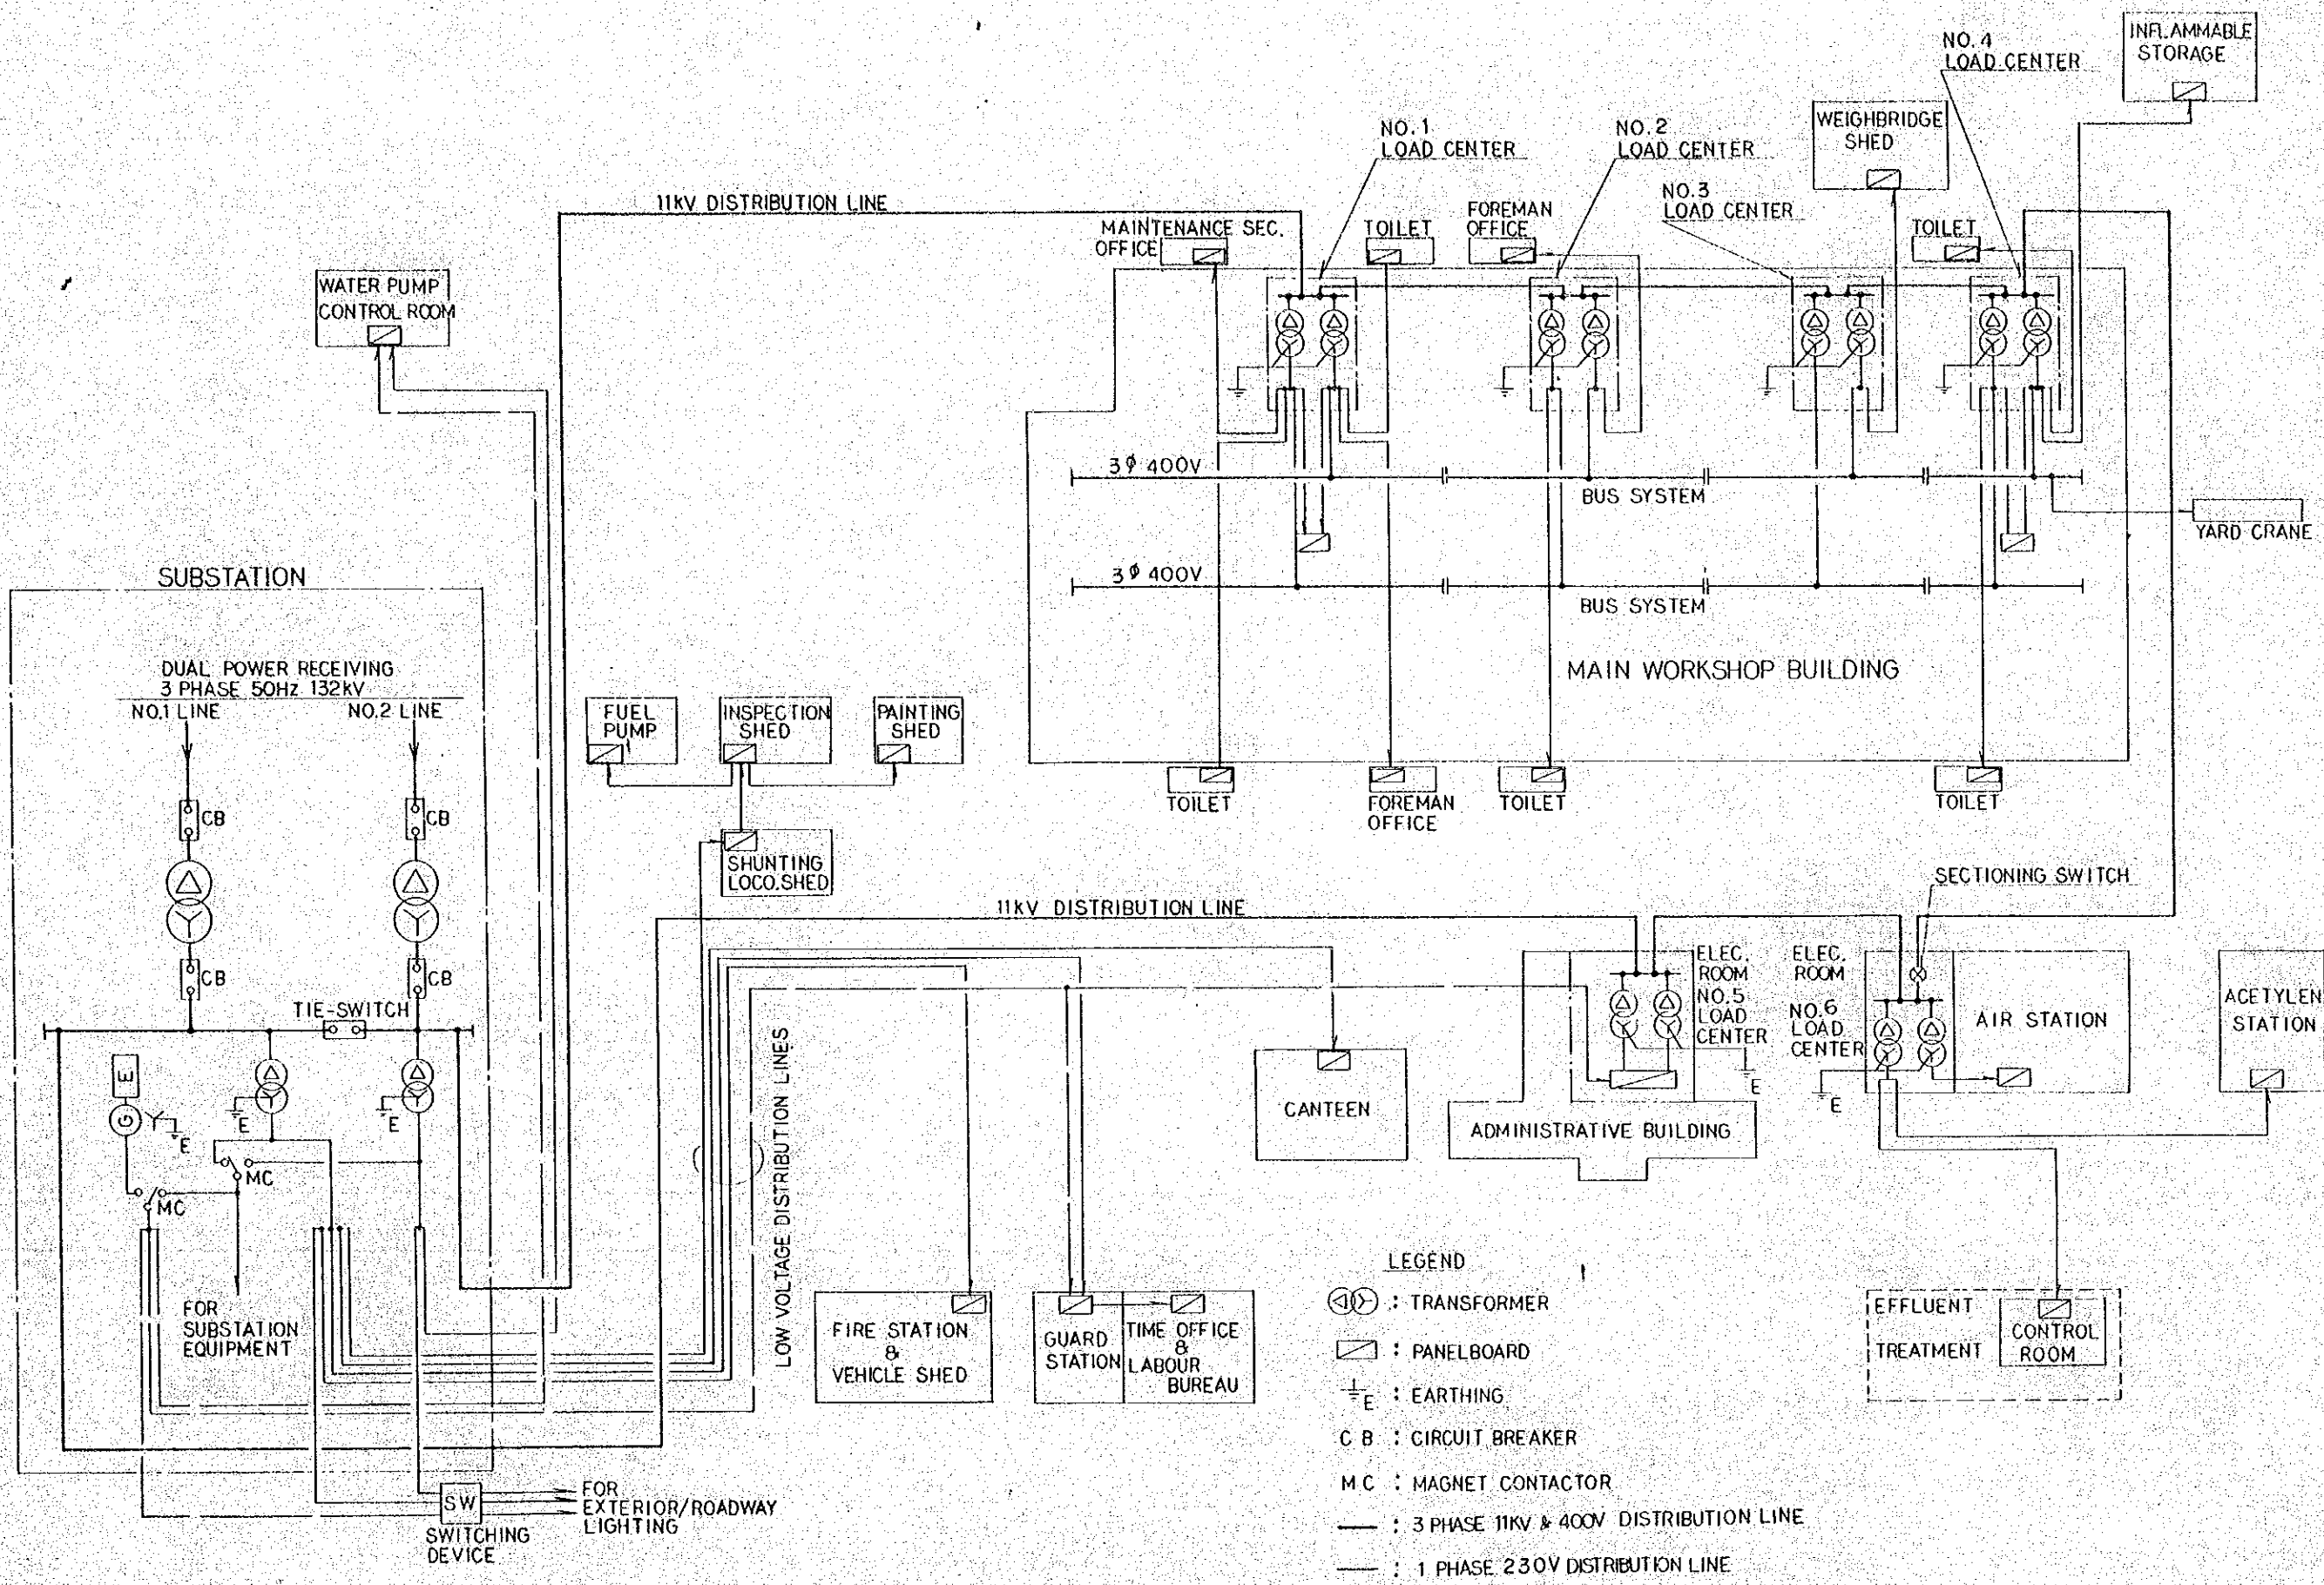 INFLAMMABLE
STORAGE
NO. 4
LOAD CENTER
WEIGHBRIDGE
SHED
NO. 1
LOAD CENTER
NO. 2
LOAD CENTER
NO. 3
LOAD CENTER
11KV DISTRIBUTION LINE
MAINTENANCE SEC.
OFFICE
TOILET
FOREMAN
OFFICE
TOILET
WATER PUMP
CONTROL ROOM
3φ 400V
BUS SYSTEM
YARD CRANE
3φ 400V
BUS SYSTEM
MAIN WORKSHOP BUILDING
TOILET
FOREMAN
OFFICE
TOILET
TOILET
SUBSTATION
DUAL POWER RECEIVING
3 PHASE 50Hz 132kV
NO.1 LINE
NO.2 LINE
CB
CB
CB
CB
TIE-SWITCH
E
G
Y
E
E
E
MC
MC
FOR
SUBSTATION
EQUIPMENT
FUEL
PUMP
INSPECTION
SHED
PAINTING
SHED
SHUNTING
LOCO.SHED
11KV DISTRIBUTION LINE
LOW VOLTAGE DISTRIBUTION LINES
SECTIONING SWITCH
ELEC.
ROOM
NO.5
LOAD
CENTER
E
ELEC.
ROOM
NO.6
LOAD
CENTER
E
AIR STATION
ACETYLEN
STATION
CANTEEN
ADMINISTRATIVE BUILDING
FIRE STATION
&
VEHICLE SHED
GUARD
STATION
TIME OFFICE
&
LABOUR
BUREAU
EFFLUENT
TREATMENT
CONTROL
ROOM
SW
SWITCHING
DEVICE
FOR
EXTERIOR/ROADWAY
LIGHTING
LEGEND
: TRANSFORMER
: PANELBOARD
E : EARTHING
C B : CIRCUIT BREAKER
M C : MAGNET CONTACTOR
: 3 PHASE 11KV & 400V DISTRIBUTION LINE
: 1 PHASE 230V DISTRIBUTION LINE